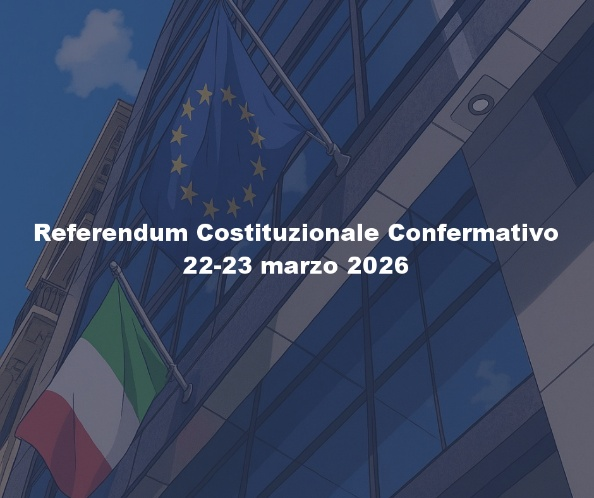 Referendum Costituzionale Confermativo
22-23 marzo 2026